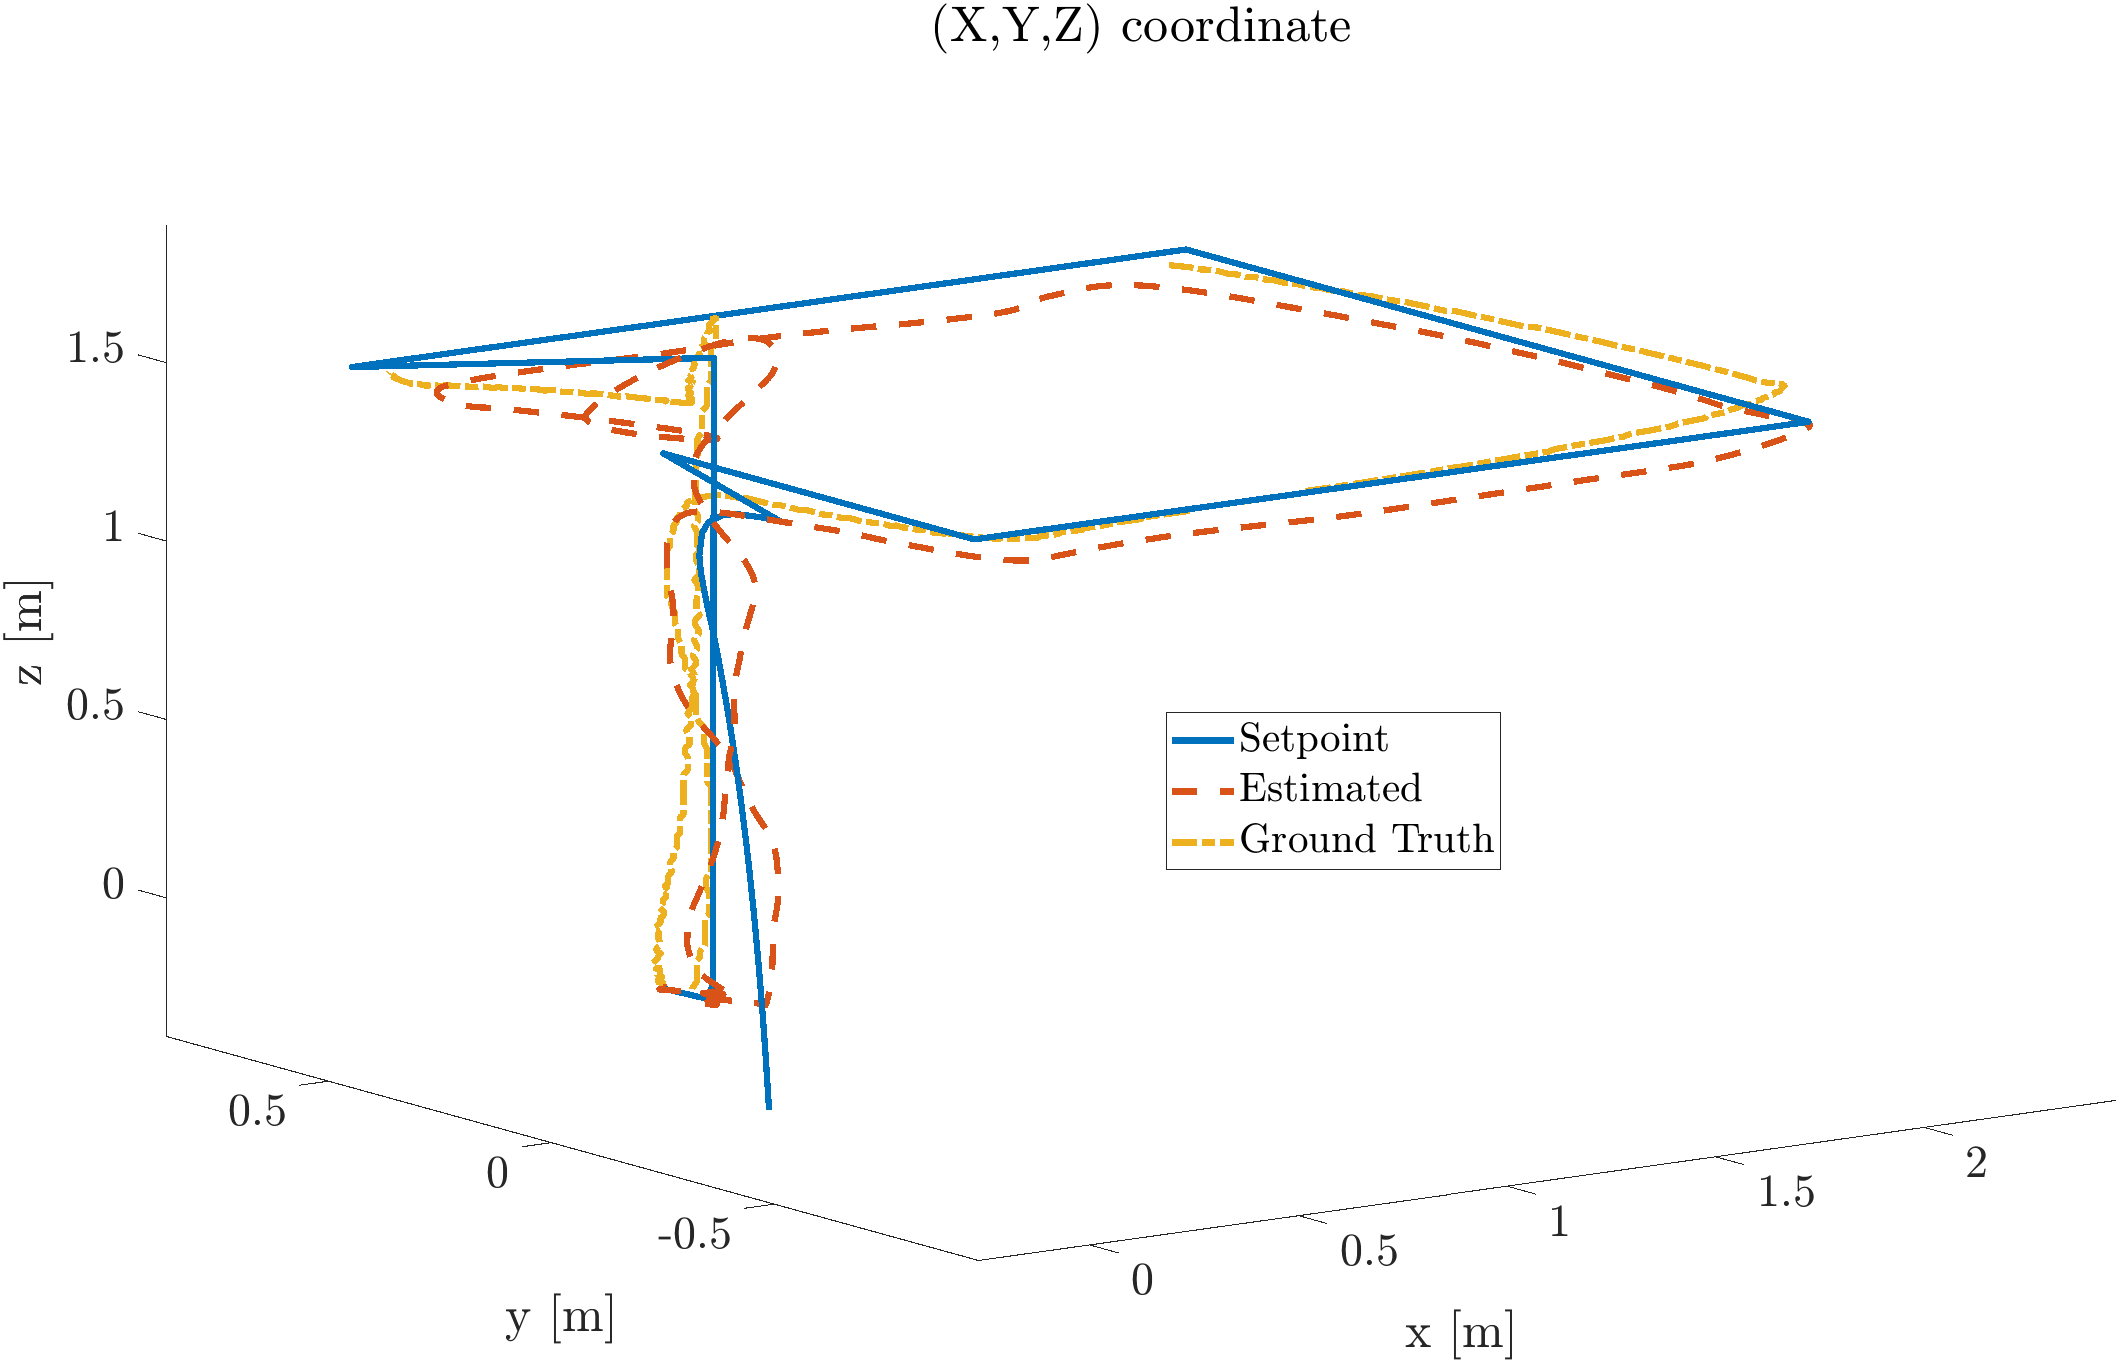 (X,Y,Z) coordinate
1.5
1
0.5
0
z [m]
0.5
0
-0.5
y [m]
0
0.5
1
1.5
2
x [m]
Setpoint
Estimated
Ground Truth